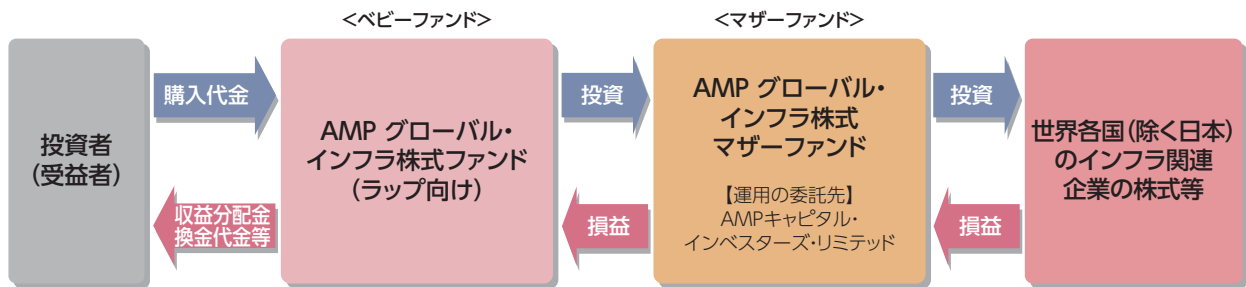 <ベビーファンド>
<マザーファンド>
投資者
(受益者)
購入代金
収益分配金
換金代金等
AMP グローバル・
インフラ株式ファンド
(ラップ向け)
投資
損益
AMP グローバル・
インフラ株式
マザーファンド
【運用の委託先】
AMPキャピタル・
インベスターズ・リミテッド
投資
損益
世界各国(除く日本)
のインフラ関連
企業の株式等